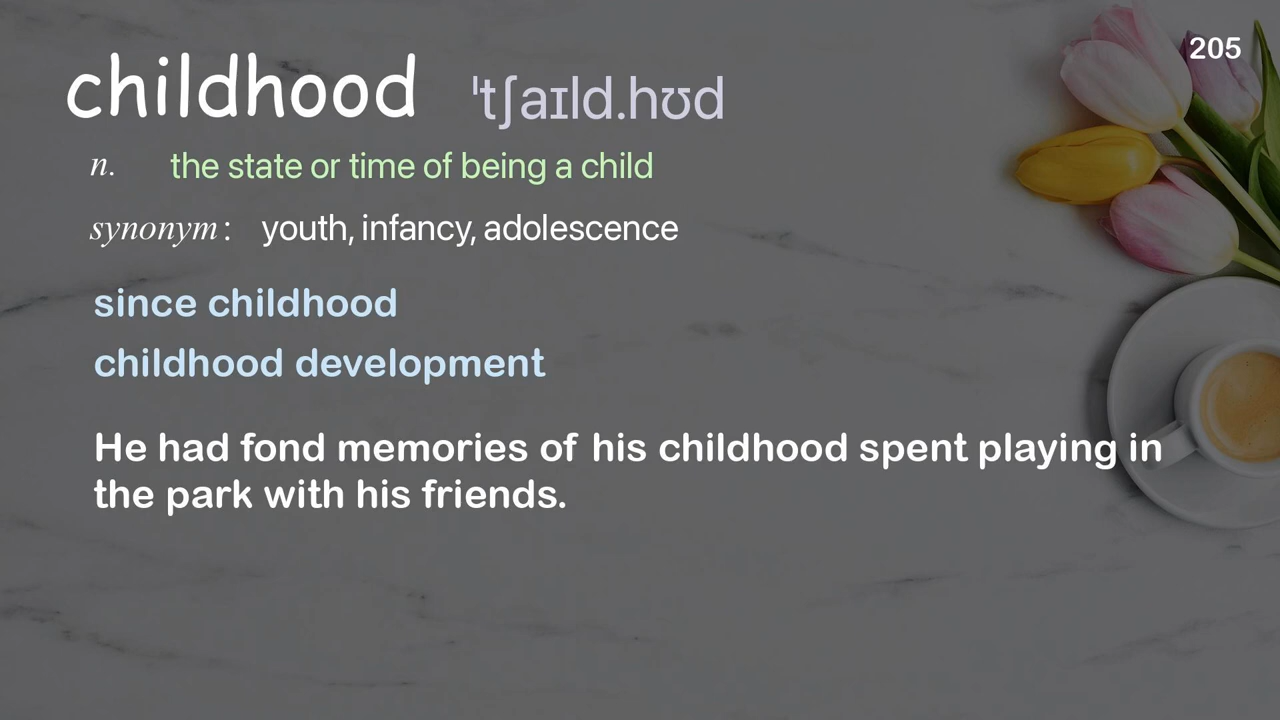 205
childhood ˈtʃaɪld.hʊd
n. the state or time of being a child
synonym: youth, infancy, adolescence
since childhood
childhood development
He had fond memories of his childhood spent playing in
the park with his friends.